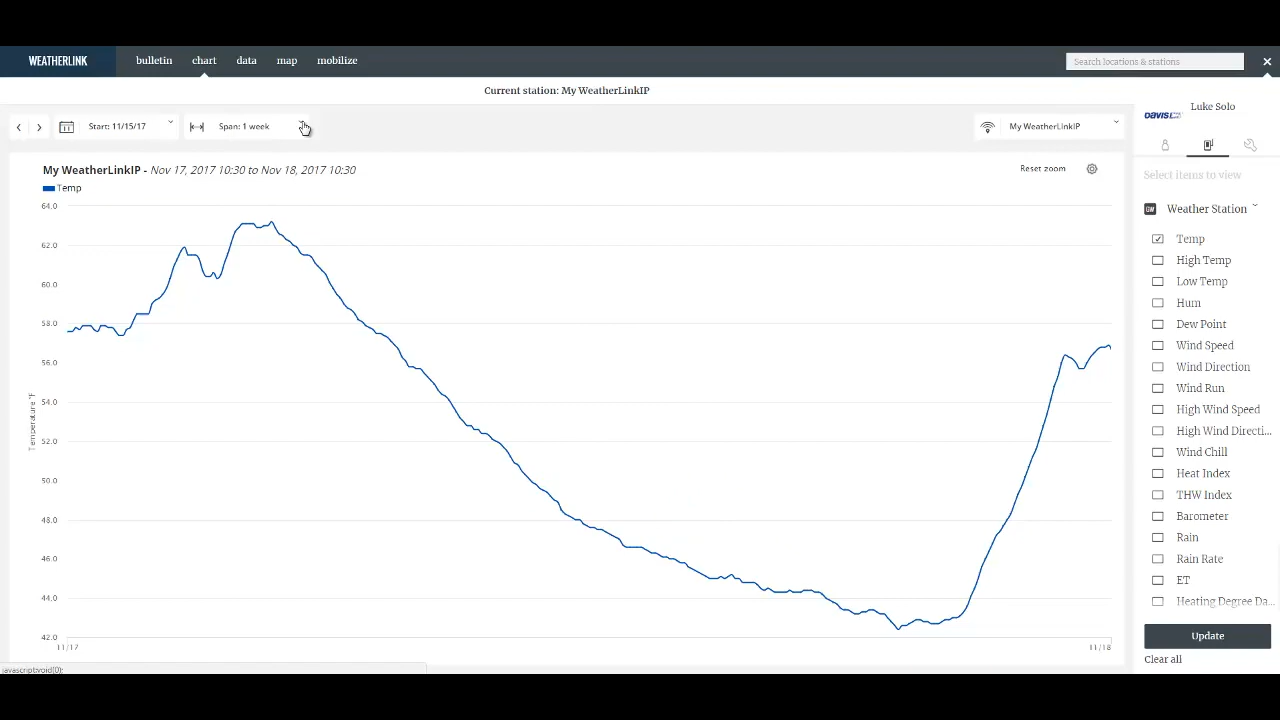 WEATHERLINK bulletin chart data map mobilize Search locations & stations
Current station: My WeatherLinkIP
Luke Solo
DAVIS
Start: 11/15/17 Span: 1 week My WeatherLinkIP
My WeatherLinkIP - Nov 17, 2017 10:30 to Nov 18, 2017 10:30 Reset zoom
Temp
64.0
62.0
60.0
58.0
56.0
54.0
52.0
50.0
48.0
46.0
44.0
42.0
Temperature °F
11/17 11/18
javascript:void(0);
Select items to view
GW Weather Station
Temp
High Temp
Low Temp
Hum
Dew Point
Wind Speed
Wind Direction
Wind Run
High Wind Speed
High Wind Directi...
Wind Chill
Heat Index
THW Index
Barometer
Rain
Rain Rate
ET
Heating Degree Da...
Update
Clear all